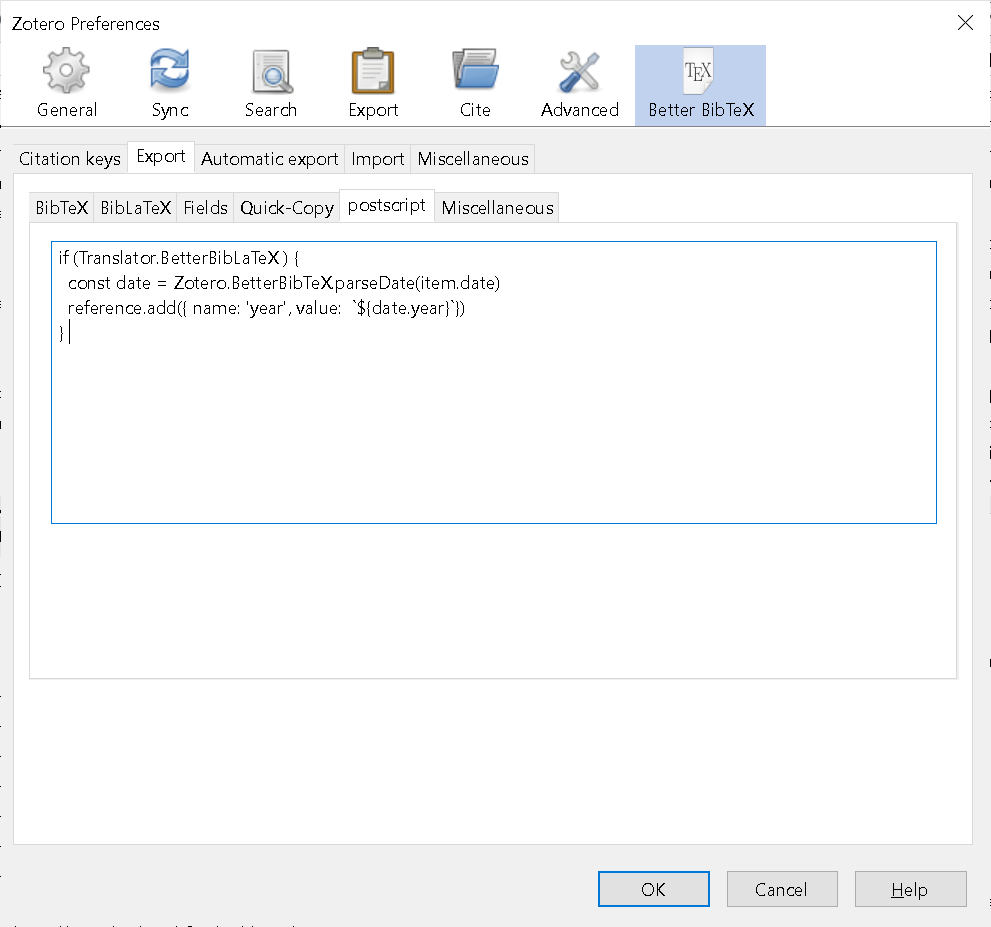 Zotero Preferences
General Sync Search Export Cite Advanced TEX Better BibTeX
Citation keys Export Automatic export Import Miscellaneous
BibTeX BibLaTeX Fields Quick-Copy postscript Miscellaneous
if (Translator.BetterBibLaTeX ) {
const date = Zotero.BetterBibTeX.parseDate(item.date)
reference.add({ name: 'year', value: `${date.year}`})
}
OK Cancel Help